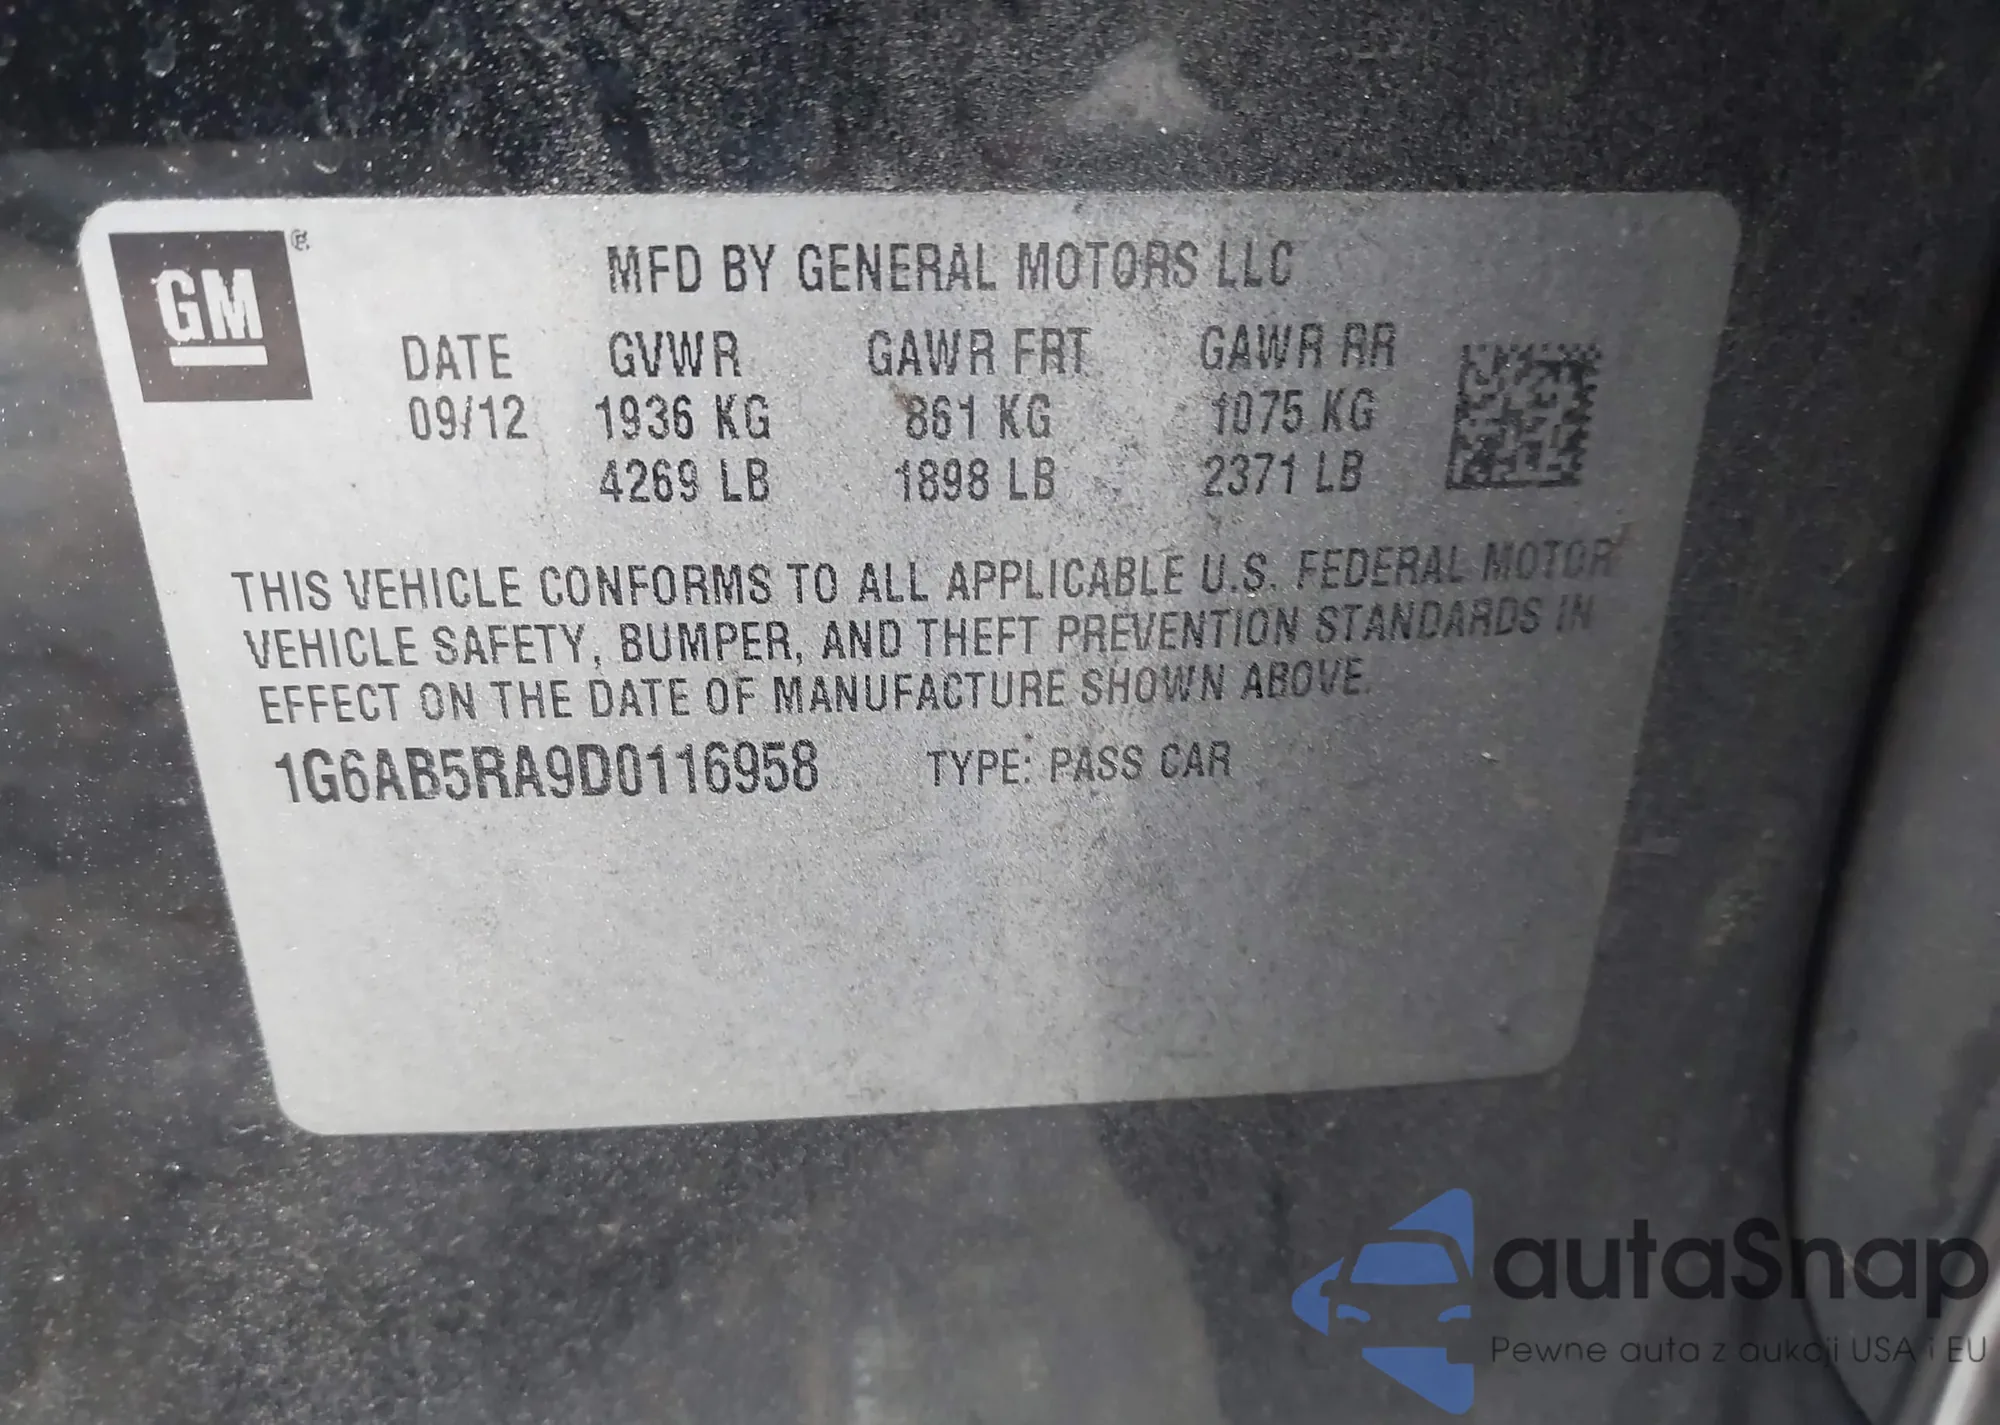 GM
MFD BY GENERAL MOTORS LLC
DATE GVWR GAWR FRT GAWR RR
09/12 1936 KG 861 KG 1075 KG
4269 LB 1898 LB 2371 LB
THIS VEHICLE CONFORMS TO ALL APPLICABLE U.S. FEDERAL MOTOR
VEHICLE SAFETY, BUMPER, AND THEFT PREVENTION STANDARDS IN
EFFECT ON THE DATE OF MANUFACTURE SHOWN ABOVE.
1G6AB5RA9D0116958 TYPE: PASS CAR
autaSnap
Pewne auta z aukcji USA i EU